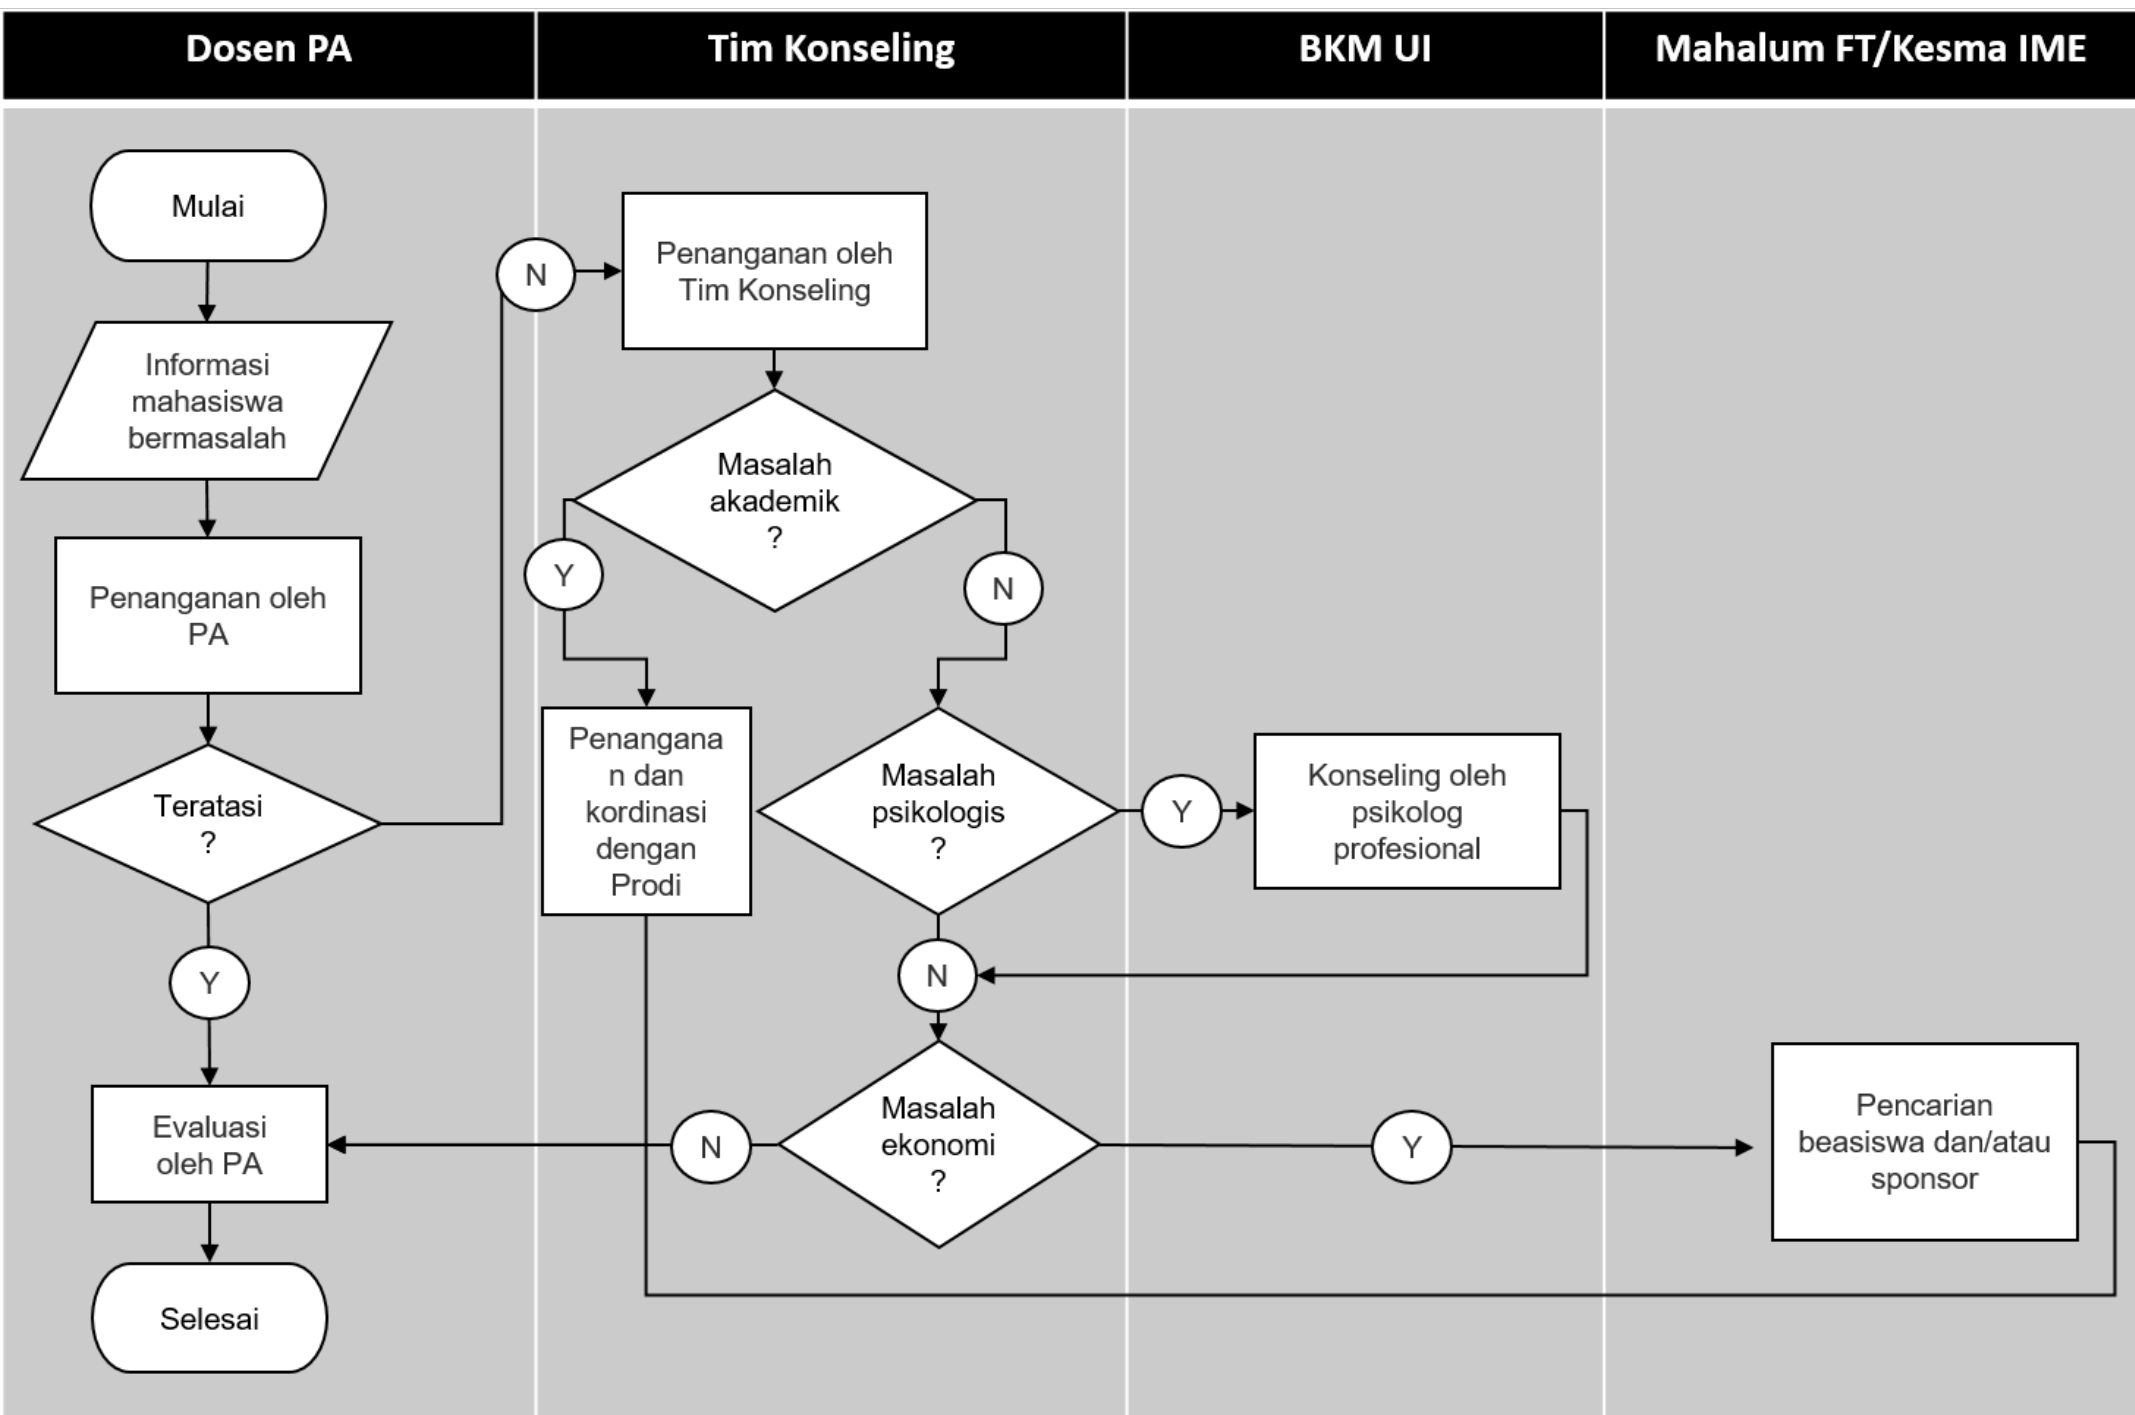 Dosen PA
Tim Konseling
BKM UI
Mahalum FT/Kesma IME
Mulai
Informasi
mahasiswa
bermasalah
Penanganan oleh
PA
Teratasi
?
Y
Evaluasi
oleh PA
Selesai
N
Penanganan oleh
Tim Konseling
Masalah
akademik
?
Y
N
Penangana
n dan
kordinasi
dengan
Prodi
Masalah
psikologis
?
Y
Konseling oleh
psikolog
profesional
N
Masalah
ekonomi
?
N
Y
Pencarian
beasiswa dan/atau
sponsor